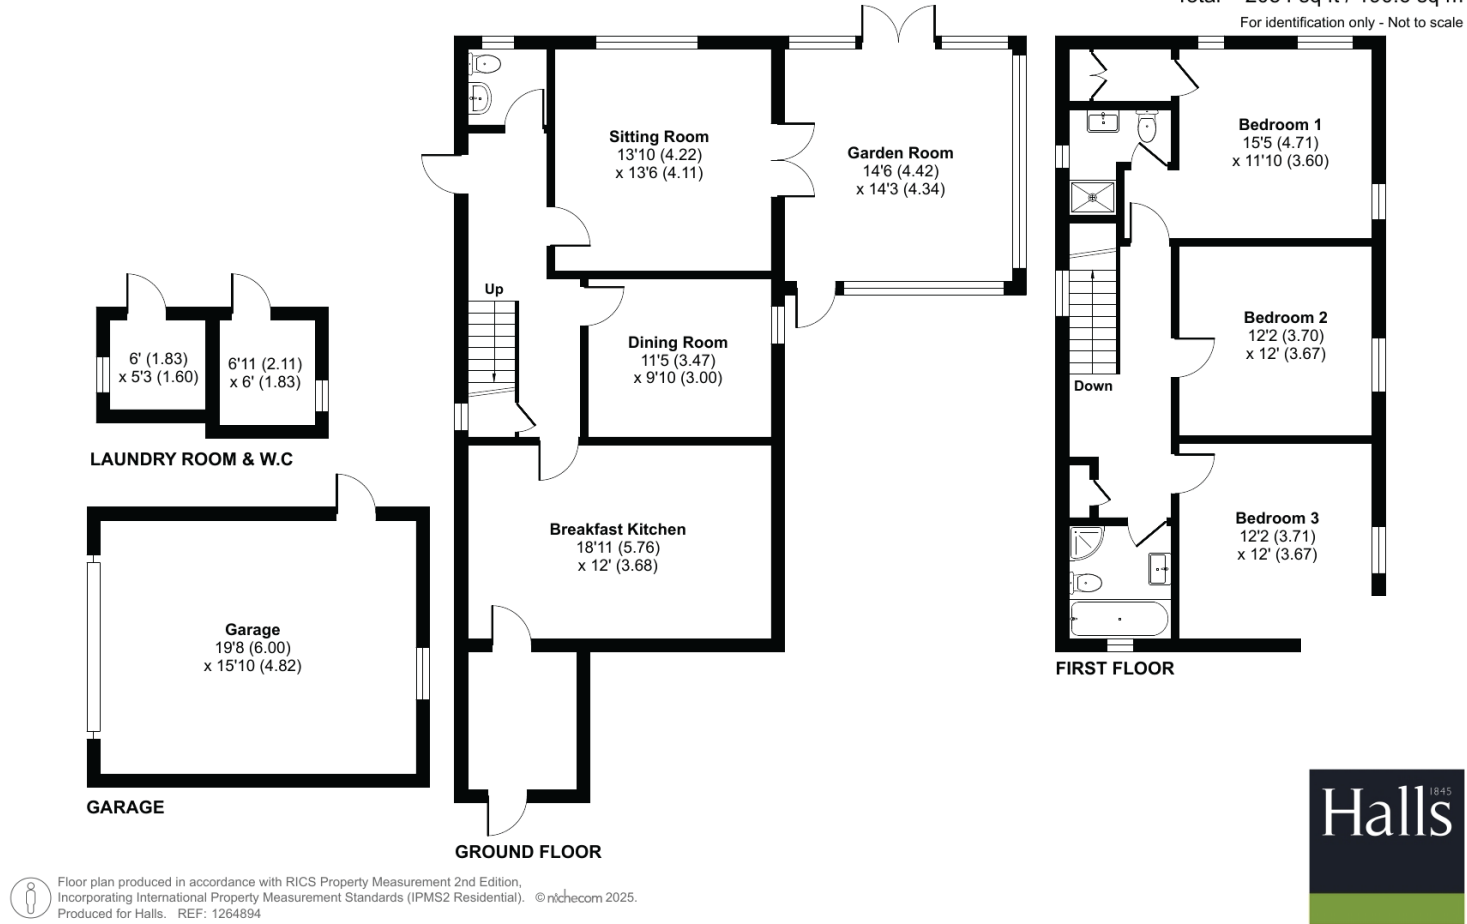 For identification only - Not to scale
Sitting Room
13'10 (4.22)
x 13'6 (4.11)
Garden Room
14'6 (4.42)
x 14'3 (4.34)
Bedroom 1
15'5 (4.71)
x 11'10 (3.60)
Up
Dining Room
11'5 (3.47)
x 9'10 (3.00)
Bedroom 2
12'2 (3.70)
x 12' (3.67)
Down
6' (1.83)
x 5'3 (1.60)
6'11 (2.11)
x 6' (1.83)
LAUNDRY ROOM & W.C
Breakfast Kitchen
18'11 (5.76)
x 12' (3.68)
Bedroom 3
12'2 (3.71)
x 12' (3.67)
Garage
19'8 (6.00)
x 15'10 (4.82)
FIRST FLOOR
GARAGE
GROUND FLOOR
1845
Halls
Floor plan produced in accordance with RICS Property Measurement 2nd Edition,
Incorporating International Property Measurement Standards (IPMS2 Residential). © nichecom 2025.
Produced for Halls. REF: 1264894